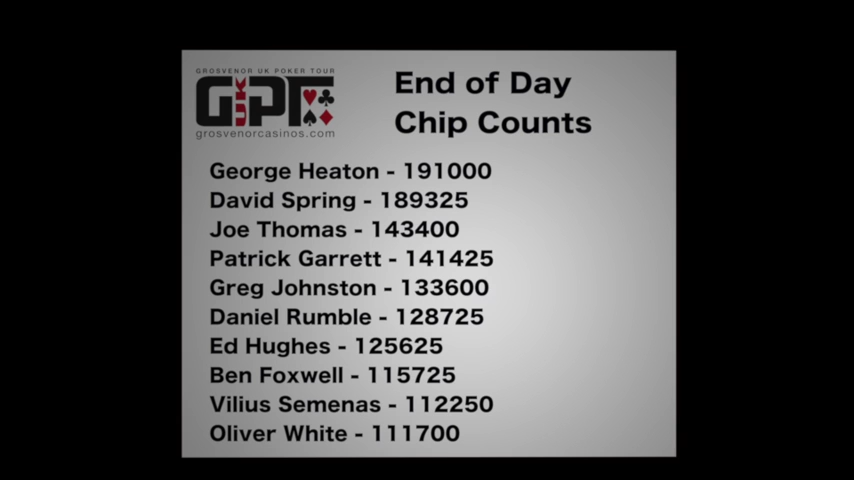 GROSVENOR UK POKER TOUR
GUKPT
grosvenorcasinos.com
End of Day
Chip Counts
George Heaton - 191000
David Spring - 189325
Joe Thomas - 143400
Patrick Garrett - 141425
Greg Johnston - 133600
Daniel Rumble - 128725
Ed Hughes - 125625
Ben Foxwell - 115725
Vilius Semenas - 112250
Oliver White - 111700